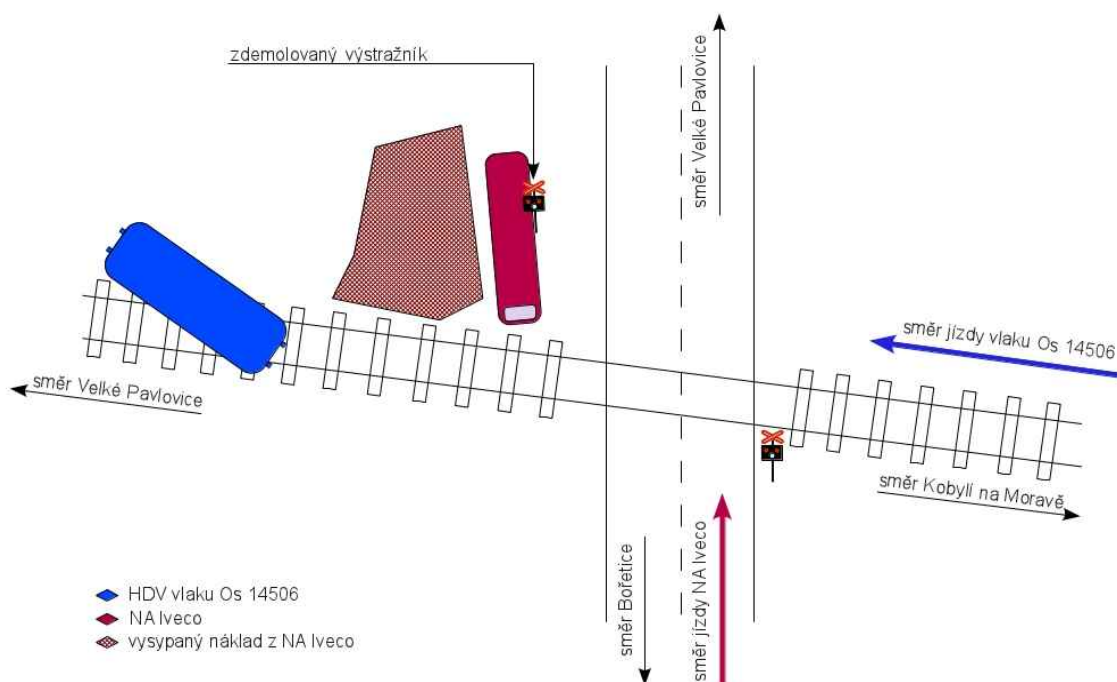 zdemolovaný výstražník
směr Velké Pavlovice
směr jízdy vlaku Os 14506
směr Velké Pavlovice
směr Kobylí na Moravě
směr Bořetice
směr jízdy NA Iveco
HDV vlaku Os 14506
NA Iveco
vysypaný náklad z NA Iveco